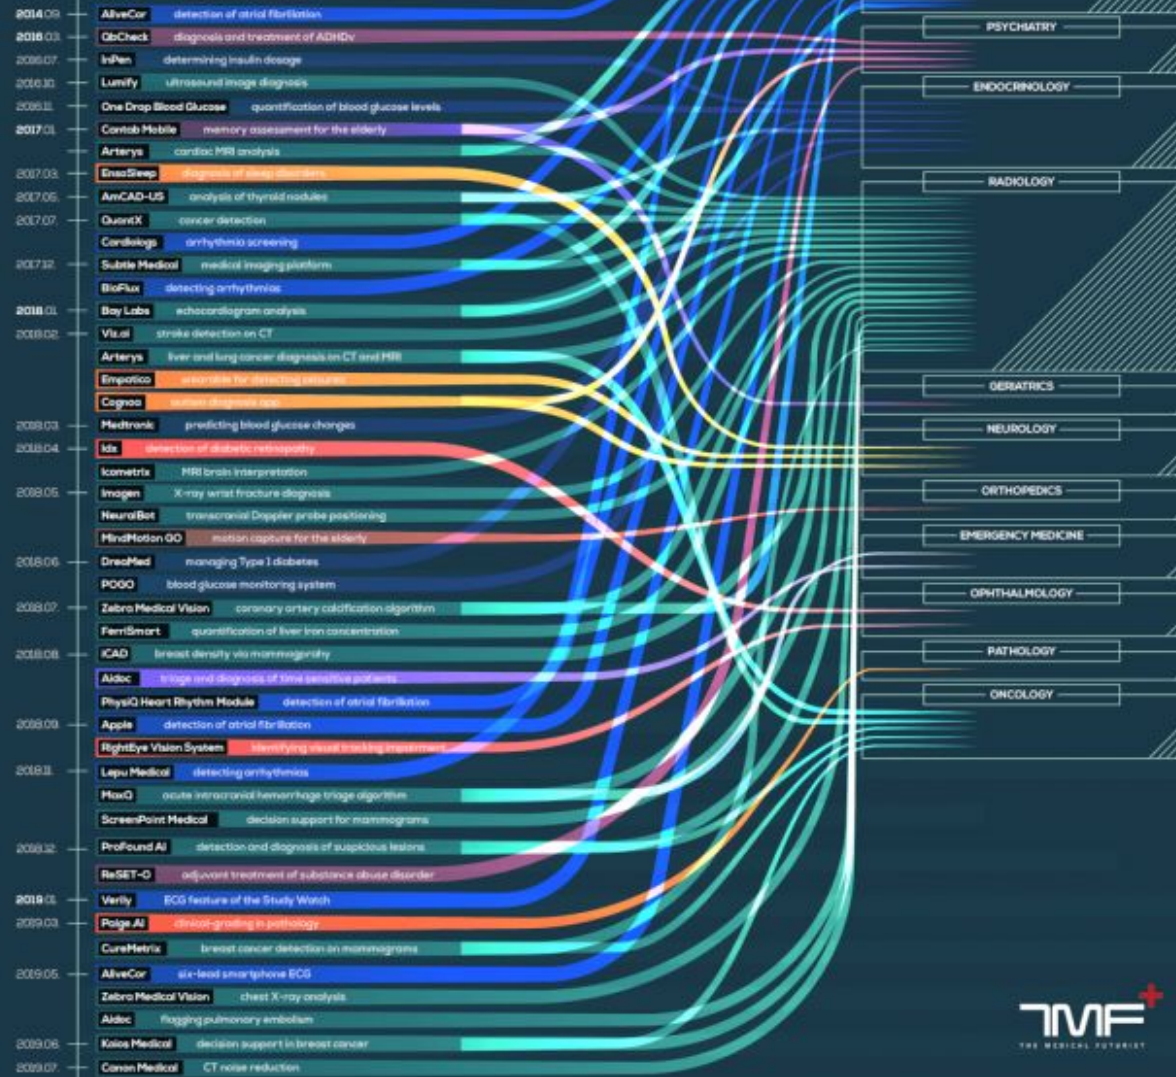 2014.09. AliveCor detection of atrial fibrillation
2016.03. QbCheck diagnosis and treatment of ADHDv
2016.07. InPen determining insulin dosage
2016.10. Lumify ultrasound image diagnosis
2016.11. One Drop Blood Glucose quantification of blood glucose levels
2017.01. Cantab Mobile memory assessment for the elderly
Arterys cardiac MRI analysis
2017.03. EnsoSleep diagnosis of sleep disorders
2017.05. AmCAD-US analysis of thyroid nodules
2017.07. QuantX cancer detection
Cardiologs arrhythmia screening
2017.12. Subtle Medical medical imaging platform
BioFlux detecting arrhythmias
2018.01. Bay Labs echocardiogram analysis
2018.02. Viz.ai stroke detection on CT
Arterys liver and lung cancer diagnosis on CT and MRI
Empatica wearable for detecting seizures
Cognoa autism diagnosis app
2018.03. Medtronic predicting blood glucose changes
2018.04. Idx detection of diabetic retinopathy
Icometrix MRI brain interpretation
2018.05. Imagen X-ray wrist fracture diagnosis
NeuralBot transcranial Doppler probe positioning
MindMotion GO motion capture for the elderly
2018.06. DreaMed managing Type 1 diabetes
POGO blood glucose monitoring system
2018.07. Zebra Medical Vision coronary artery calcification algorithm
FerriSmart quantification of liver iron concentration
2018.08. iCAD breast density via mammogprahy
Aidoc triage and diagnosis of time sensitive patients
PhysiQ Heart Rhythm Module detection of atrial fibrillation
2018.09. Apple detection of atrial fibrillation
RightEye Vision System identifying visual tracking impairment
2018.11. Lepu Medical detecting arrhythmias
MaxQ acute intracranial hemorrhage triage algorithm
ScreenPoint Medical decision support for mammograms
2018.12. ProFound AI detection and diagnosis of suspicious lesions
ReSET-O adjuvant treatment of substance abuse disorder
2019.01. Verily ECG feature of the Study Watch
2019.03. Paige.AI clinical-grading in pathology
CureMetrix breast cancer detection on mammograms
2019.05. AliveCor six-lead smartphone ECG
Zebra Medical Vision chest X-ray analysis
Aidoc flagging pulmonary embolism
2019.06. Koios Medical decision support in breast cancer
2019.07. Canon Medical CT noise reduction
PSYCHIATRY
ENDOCRINOLOGY
RADIOLOGY
GERIATRICS
NEUROLOGY
ORTHOPEDICS
EMERGENCY MEDICINE
OPHTHALMOLOGY
PATHOLOGY
ONCOLOGY
TMF+
THE MEDICAL FUTURIST